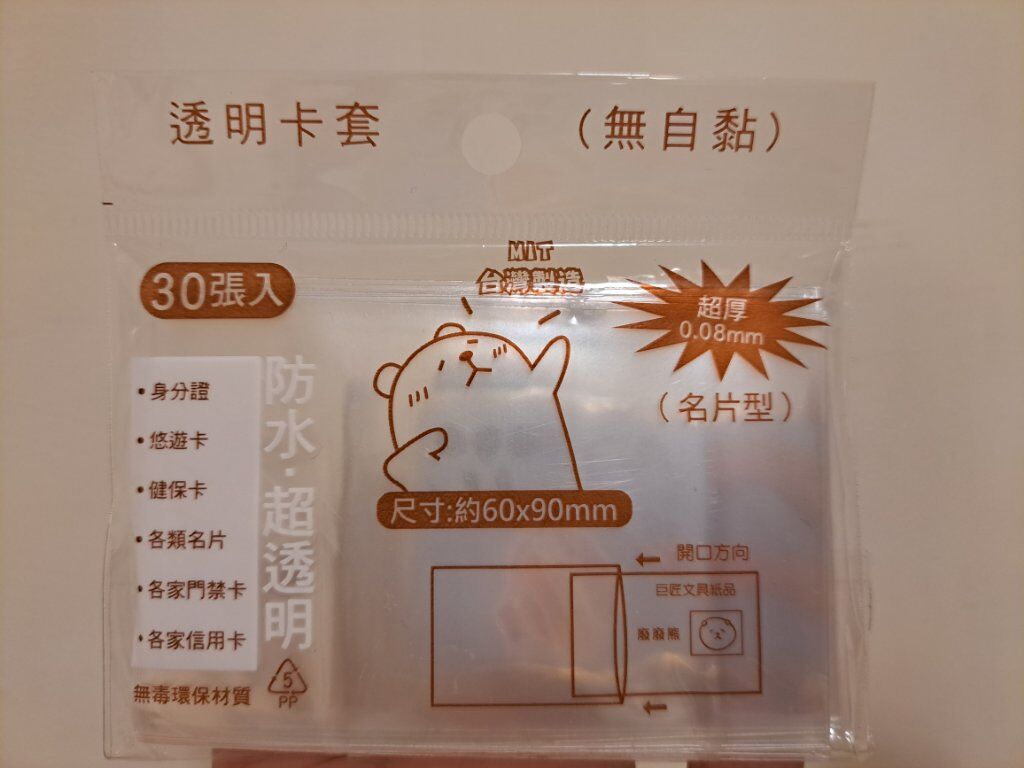 透明卡套
(無自黏)
MIT
台灣製造
30張入
超厚
0.08mm
(名片型)
•身分證
•悠遊卡
•健保卡
•各類名片
•各家門禁卡
•各家信用卡
防水·超透明
尺寸:約60x90mm
開口方向
巨匠文具紙品
廢廢熊
無毒環保材質
5
PP